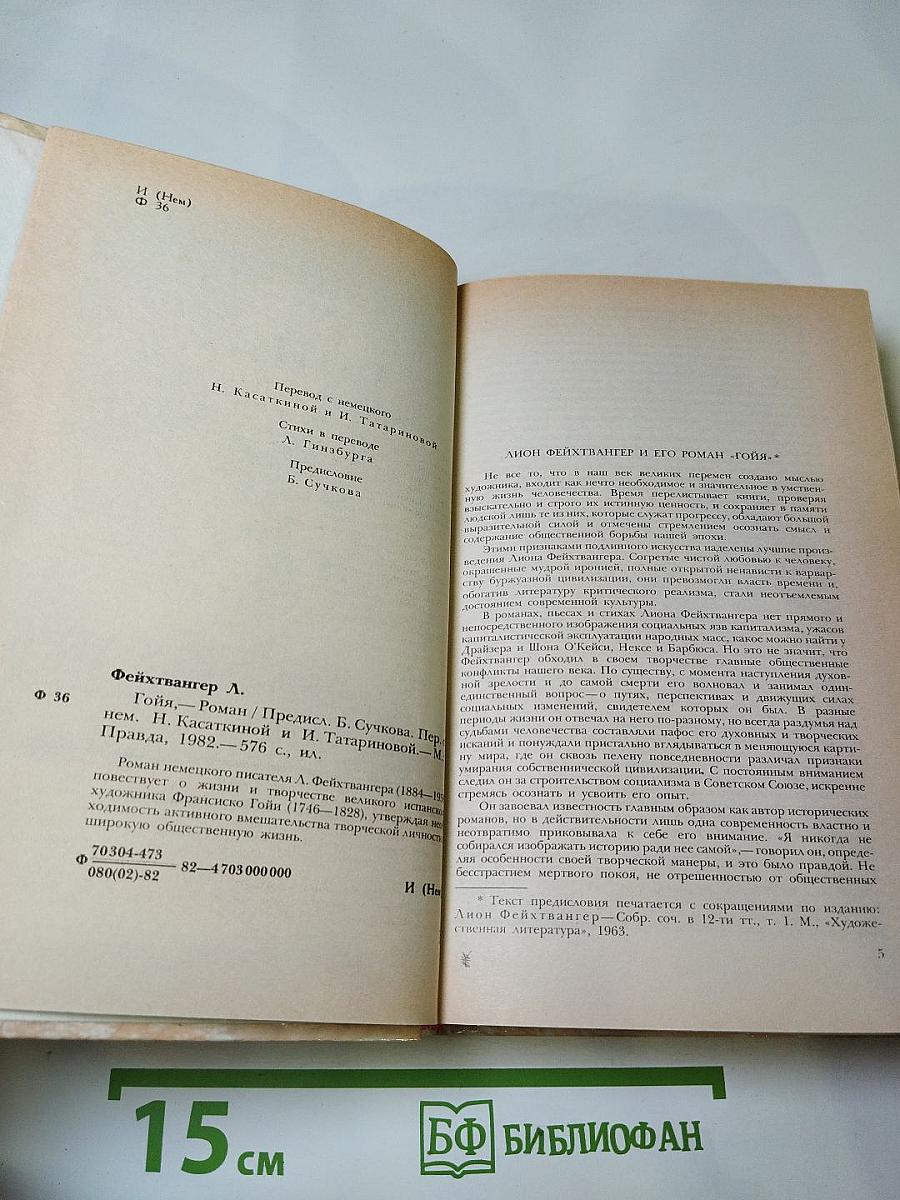 И (Нем)
Ф 36
Перевод с немецкого
Н. Касаткиной и И. Татариновой
Стихи в переводе
Л. Гинзбурга
Предисловие
Б. Сучкова
Фейхтвангер Л.
Ф 36
Гойя,— Роман / Предисл. Б. Сучкова. Пер. с
нем. Н. Касаткиной и И. Татариновой.— М.:
Правда, 1982.— 576 с., ил.
Роман немецкого писателя Л. Фейхтвангера (1884—195
повествует о жизни и творчестве великого испанско
художника Франсиско Гойи (1746—1828), утверждая нео
ходимость активного вмешательства творческой личности
широкую общественную жизнь.
Ф 70304-473
080(02)-82
82—4703000000
И (Нем
ЛИОН ФЕЙХТВАНГЕР И ЕГО РОМАН «ГОЙЯ»*
Не все то, что в наш век великих перемен создано мыслью
художника, входит как нечто необходимое и значительное в умствен-
ную жизнь человечества. Время перелистывает книги, проверяя
взыскательно и строго их истинную ценность, и сохраняет в памяти
людской лишь те из них, которые служат прогрессу, обладают большой
выразительной силой и отмечены стремлением осознать смысл и
содержание общественной борьбы нашей эпохи.
Этими признаками подлинного искусства наделены лучшие произ-
ведения Лиона Фейхтвангера. Согретые чистой любовью к человеку,
окрашенные мудрой иронией, полные открытой ненависти к варвар-
ству буржуазной цивилизации, они превозмогли власть времени и,
обогатив литературу критического реализма, стали неотъемлемым
достоянием современной культуры.
В романах, пьесах и стихах Лиона Фейхтвангера нет прямого и
непосредственного изображения социальных язв капитализма, ужасов
капиталистической эксплуатации народных масс, какое можно найти у
Драйзера и Шона О'Кейси, Нексе и Барбюса. Но это не значит, что
Фейхтвангер обходил в своем творчестве главные общественные
конфликты нашего века. По существу, с момента наступления духов-
ной зрелости и до самой смерти его волновал и занимал один-
единственный вопрос — о путях, перспективах и движущих силах
социальных изменений, свидетелем которых он был. В разные
периоды жизни он отвечал на него по-разному, но всегда раздумья над
судьбами человечества составляли пафос его духовных и творческих
исканий и понуждали пристально вглядываться в меняющуюся карти-
ну мира, где он сквозь пелену повседневности различал признаки
умирания собственнической цивилизации. С постоянным вниманием
следил он за строительством социализма в Советском Союзе, искренне
стремясь осознать и усвоить его опыт.
Он завоевал известность главным образом как автор исторических
романов, но в действительности лишь одна современность властно и
неотвратимо приковывала к себе его внимание. «Я никогда не
собирался изображать историю ради нее самой»,— говорил он, опреде-
ляя особенности своей творческой манеры, и это было правдой. Не
бесстрастием мертвого покоя, не отрешенностью от общественных
* Текст предисловия печатается с сокращениями по изданию:
Лион Фейхтвангер — Собр. соч. в 12-ти тт., т. 1. М., «Художе-
ственная литература», 1963.
5
15 см
БФ БИБЛИОФАН